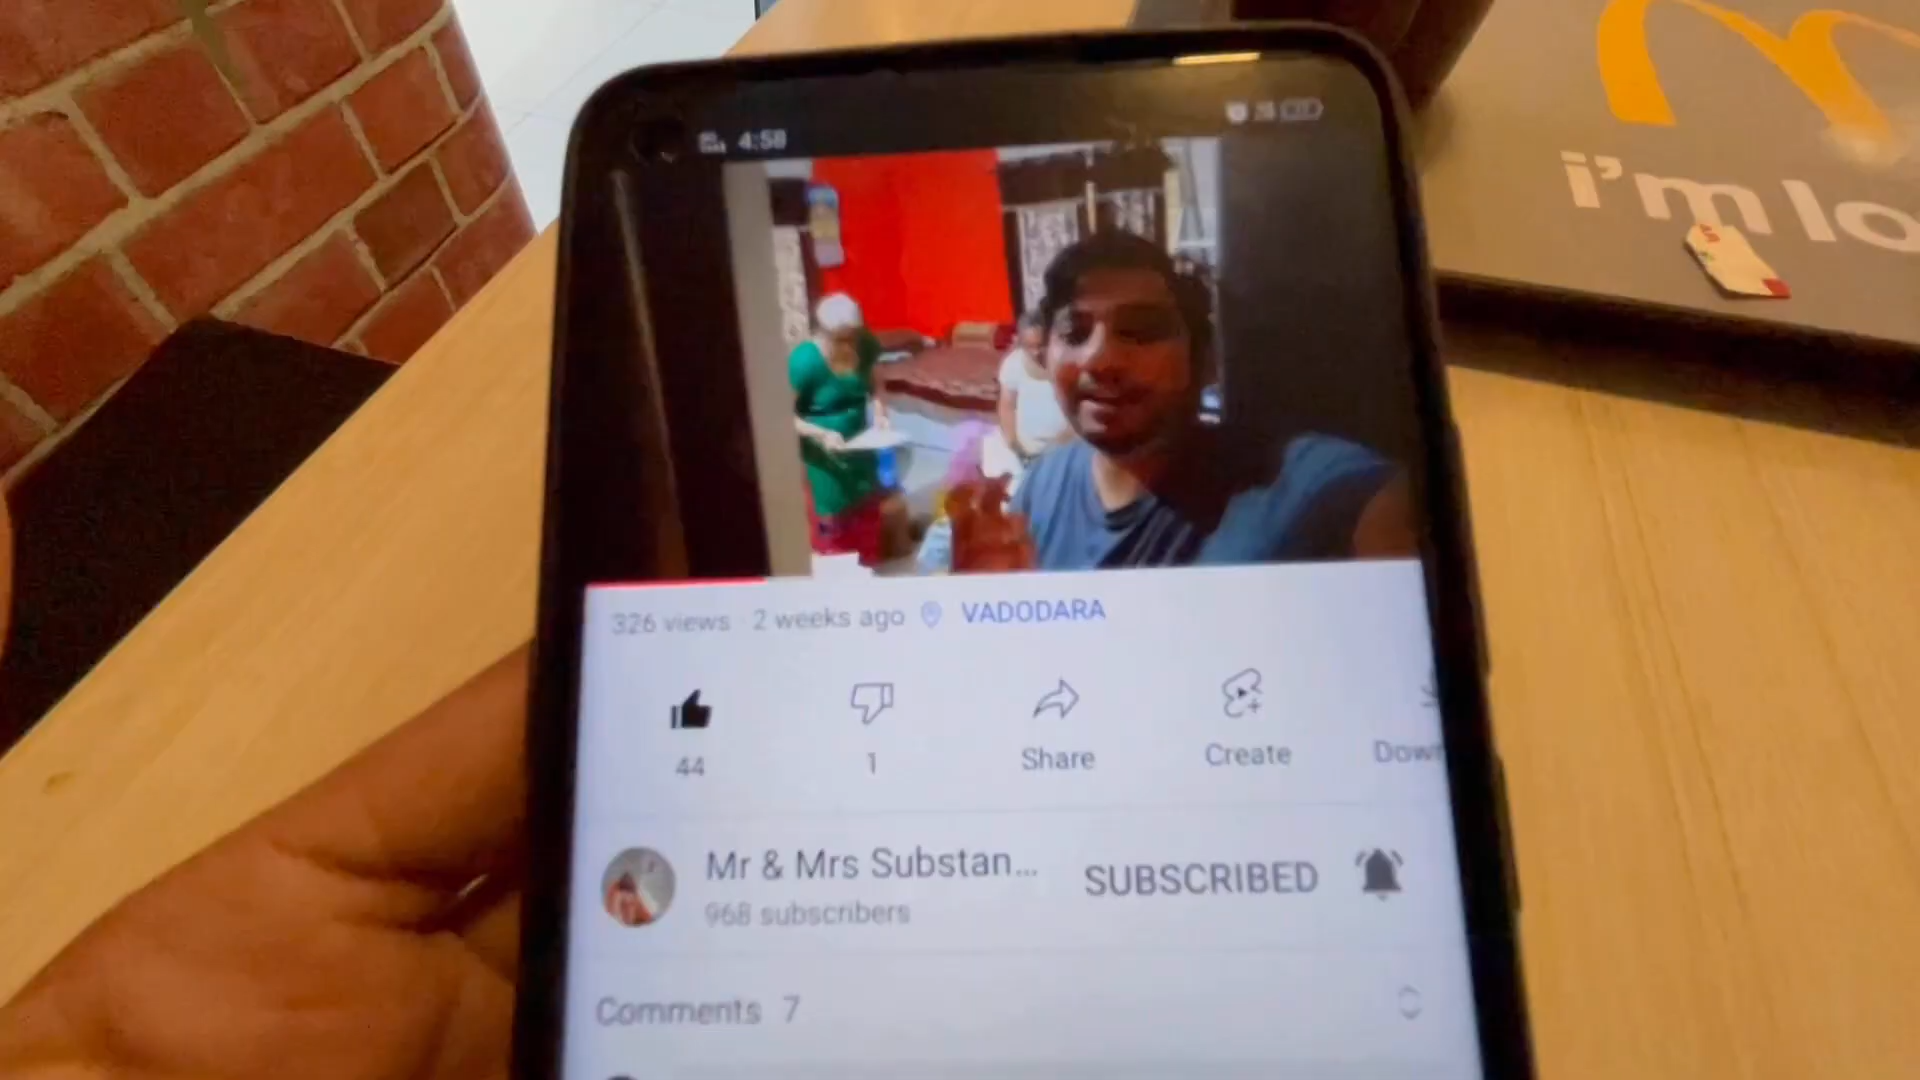 4:58
i'm lo
326 views · 2 weeks ago VADODARA
44
1
Share
Create
Down
Mr & Mrs Substan...
968 subscribers
SUBSCRIBED
Comments 7